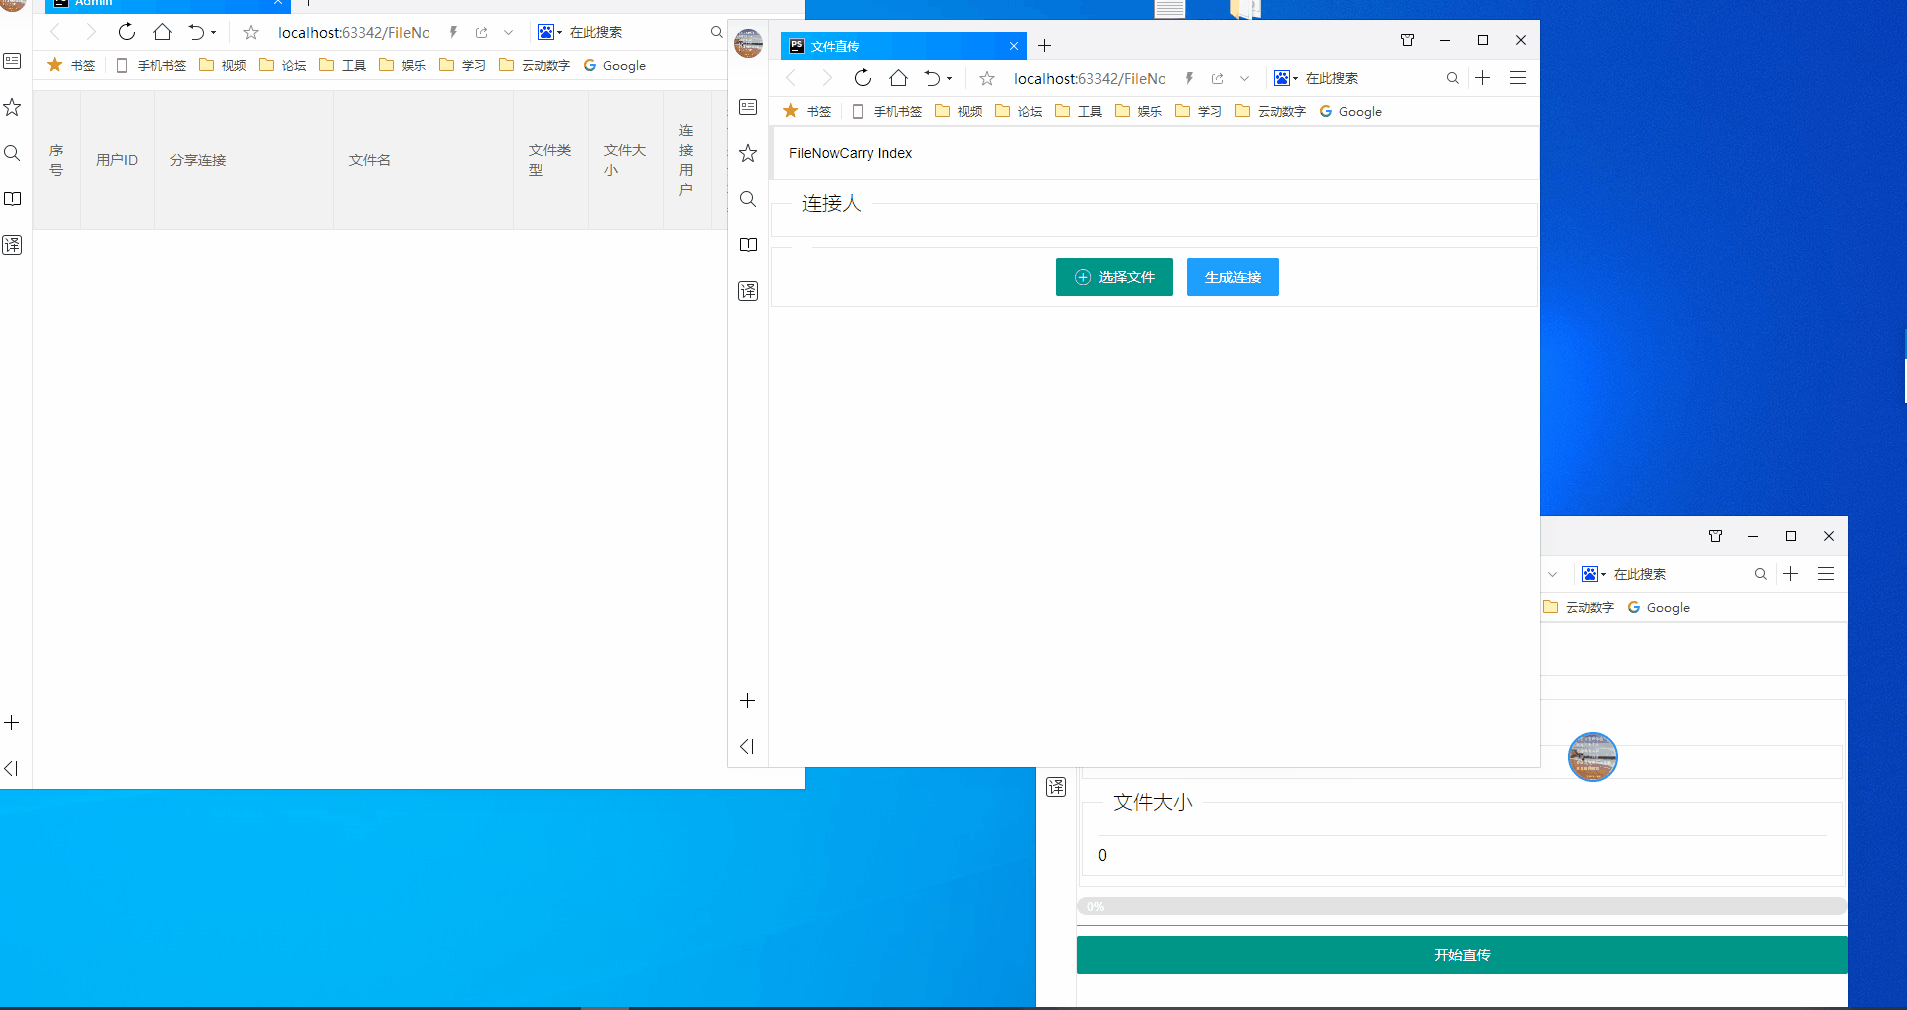 Admin
localhost:63342/FileNc
在此搜索
书签 手机书签 视频 论坛 工具 娱乐 学习 云动数字 Google
译
序号
用户ID
分享连接
文件名
文件类型
文件大小
连接用户
PS 文件直传
localhost:63342/FileNc
在此搜索
书签 手机书签 视频 论坛 工具 娱乐 学习 云动数字 Google
译
FileNowCarry Index
连接人
选择文件
生成连接
在此搜索
云动数字 Google
译
文件大小
0
0%
开始直传